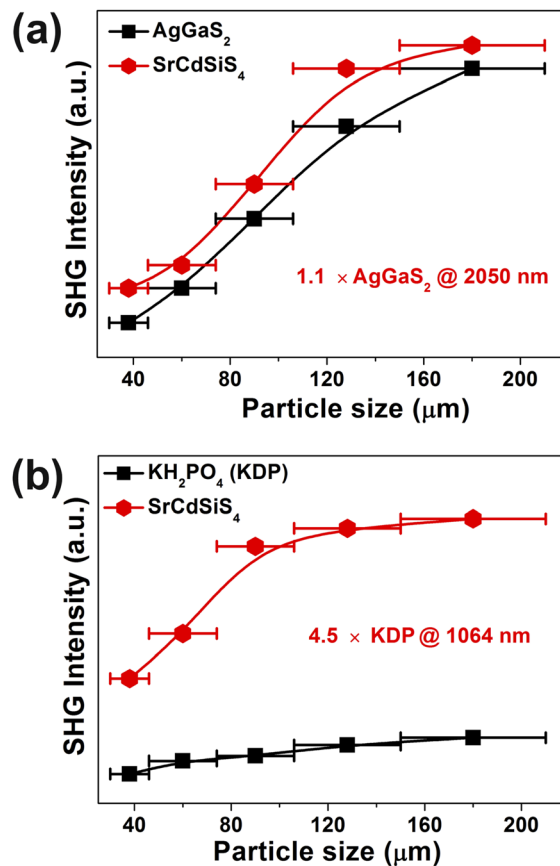 (a)
AgGaS₂
SrCdSiS₄
SHG Intensity (a.u.)
1.1 × AgGaS₂ @ 2050 nm
40 80 120 160 200
Particle size (μm)
(b)
KH₂PO₄ (KDP)
SrCdSiS₄
SHG Intensity (a.u.)
4.5 × KDP @ 1064 nm
40 80 120 160 200
Particle size (μm)